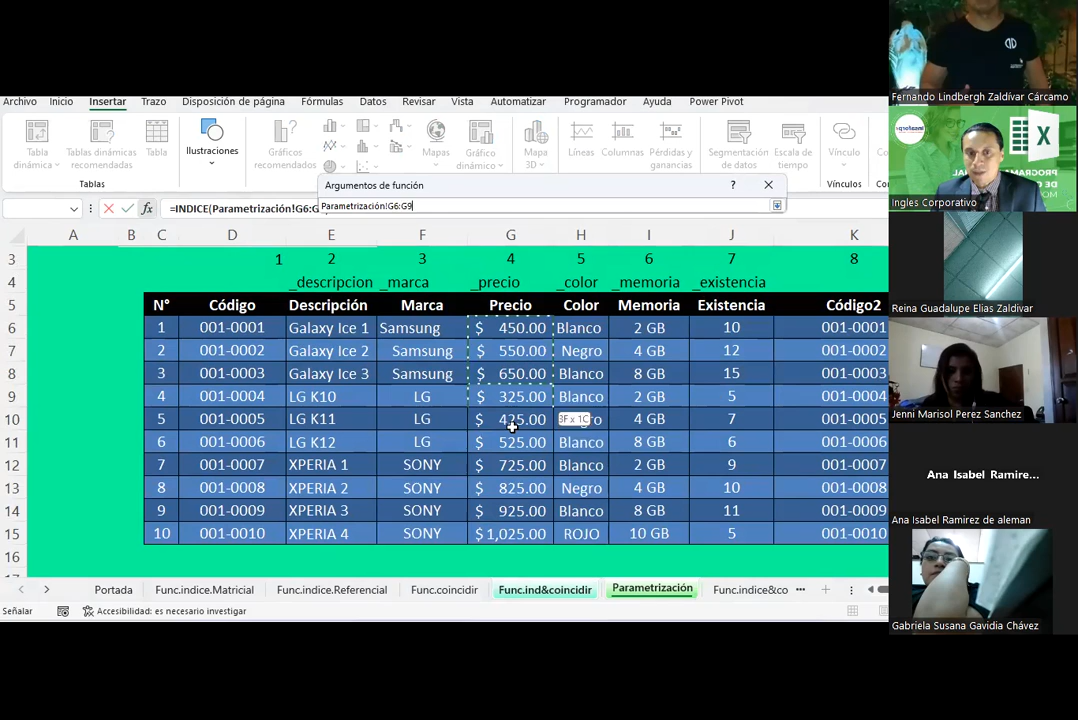 Archivo Inicio Insertar Trazo Disposición de página Fórmulas Datos Revisar Vista Automatizar Programador Ayuda Power Pivot
Tabla dinámica
Tablas dinámicas recomendadas
Tabla
Ilustraciones
Gráficos recomendados
Mapas
Gráfico dinámico
Mapa 3D
Líneas
Columnas
Pérdidas y ganancias
Segmentación de datos
Escala de tiempo
Vínculo
Tablas
Vínculos
Argumentos de función ?
Parametrización!G6:G9
fx =INDICE(Parametrización!G6:G
A B C D E F G H I J K
3 1 2 3 4 5 6 7 8
4 _descripcion _marca _precio _color _memoria _existencia
5 N° Código Descripción Marca Precio Color Memoria Existencia Código2
6 1 001-0001 Galaxy Ice 1 Samsung $ 450.00 Blanco 2 GB 10 001-0001
7 2 001-0002 Galaxy Ice 2 Samsung $ 550.00 Negro 4 GB 12 001-0002
8 3 001-0003 Galaxy Ice 3 Samsung $ 650.00 Blanco 8 GB 15 001-0003
9 4 001-0004 LG K10 LG $ 325.00 Blanco 2 GB 5 001-0004
10 5 001-0005 LG K11 LG $ 425.00 4 GB 7 001-0005
11 6 001-0006 LG K12 LG $ 525.00 Blanco 8 GB 6 001-0006
12 7 001-0007 XPERIA 1 SONY $ 725.00 Blanco 2 GB 9 001-0007
13 8 001-0008 XPERIA 2 SONY $ 825.00 Negro 4 GB 10 001-0008
14 9 001-0009 XPERIA 3 SONY $ 925.00 Blanco 8 GB 11 001-0009
15 10 001-0010 XPERIA 4 SONY $ 1,025.00 ROJO 10 GB 5 001-0010
16
Portada Func.indice.Matricial Func.indice.Referencial Func.coincidir Func.ind&coincidir Parametrización Func.indice&co
Señalar
Accesibilidad: es necesario investigar
Fernando Lindbergh Zaldívar Cárcamo
Ingles Corporativo
Reina Guadalupe Elias Zaldivar
Jenni Marisol Perez Sanchez
Ana Isabel Ramire...
Ana Isabel Ramirez de aleman
Gabriela Susana Gavidia Chávez